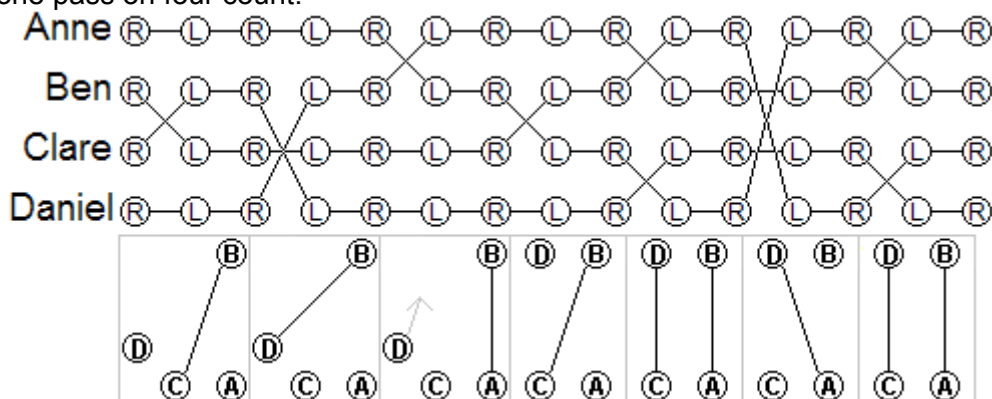 one pass on four count.
Anne R L R L R L R L R L R L R L R
Ben R L R L R L R L R L R L R L R
Clare R L R L R L R L R L R L R L R
Daniel R L R L R L R L R L R L R L R
B B B D B D B D B D B
D D D
C A C A C A C A C A C A C A